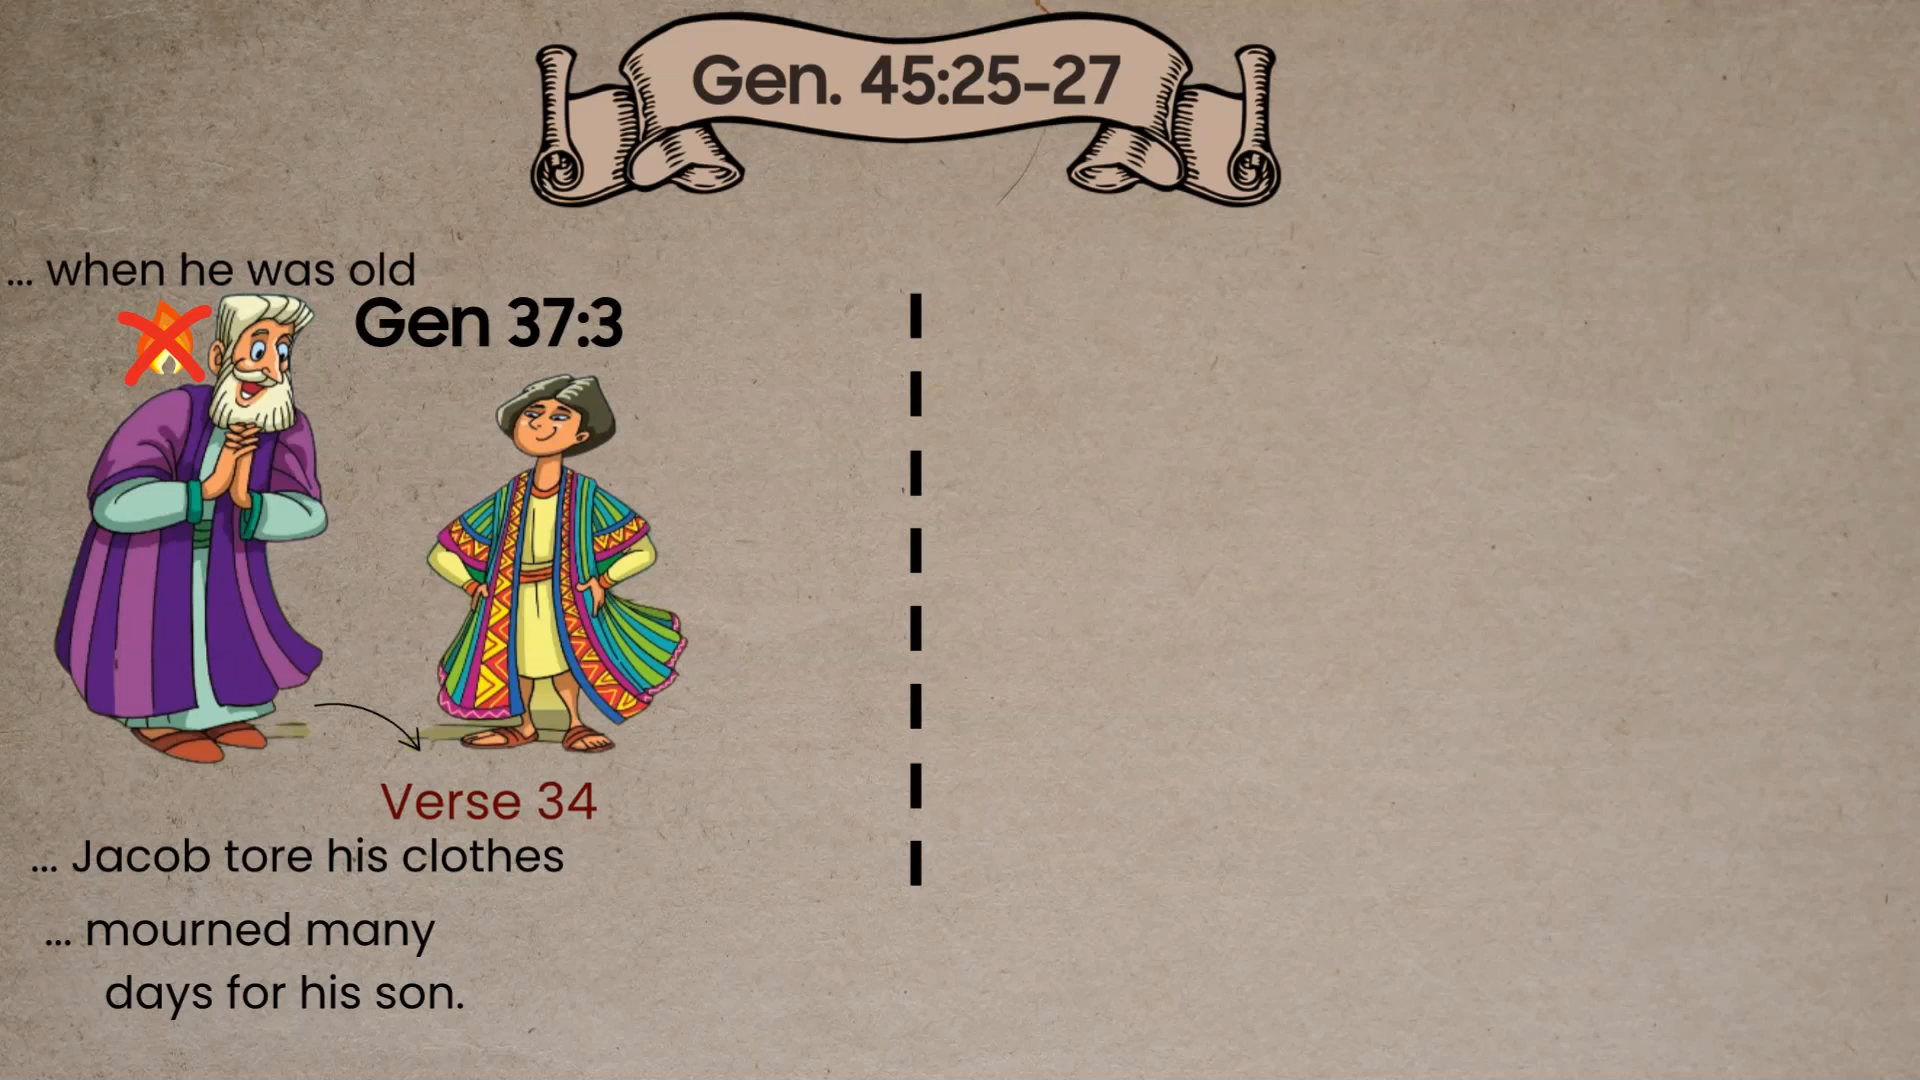 Gen. 45:25-27
... when he was old
Gen 37:3
Verse 34
... Jacob tore his clothes
... mourned many
days for his son.